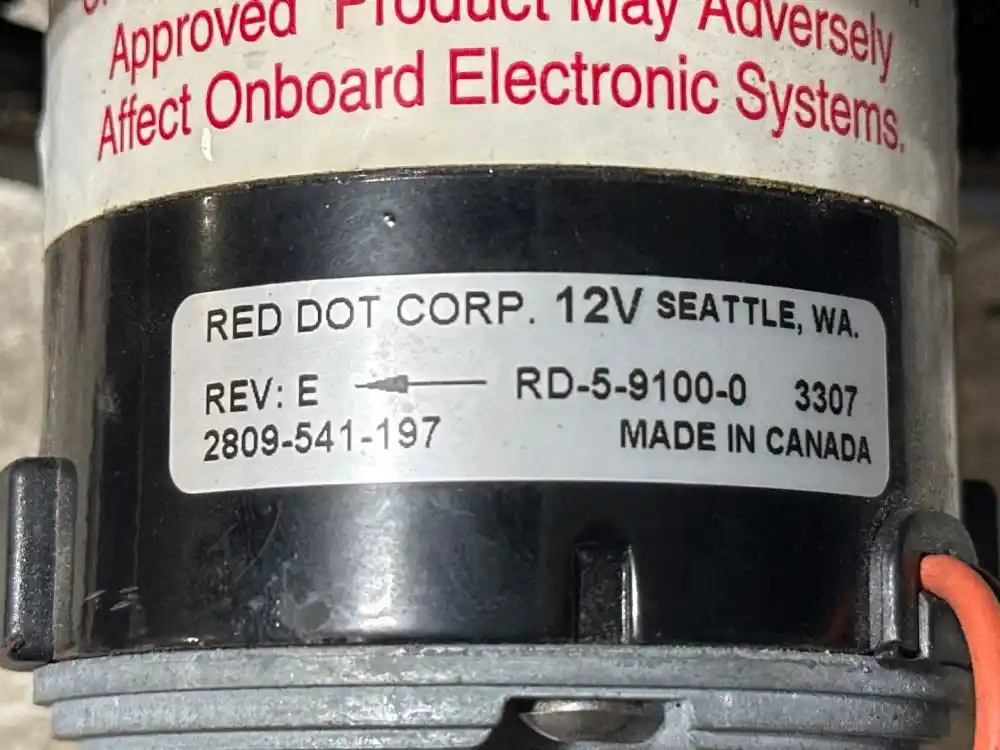 Approved Product May Adversely
Affect Onboard Electronic Systems.
RED DOT CORP. 12V SEATTLE, WA.
REV: E RD-5-9100-0 3307
2809-541-197 MADE IN CANADA